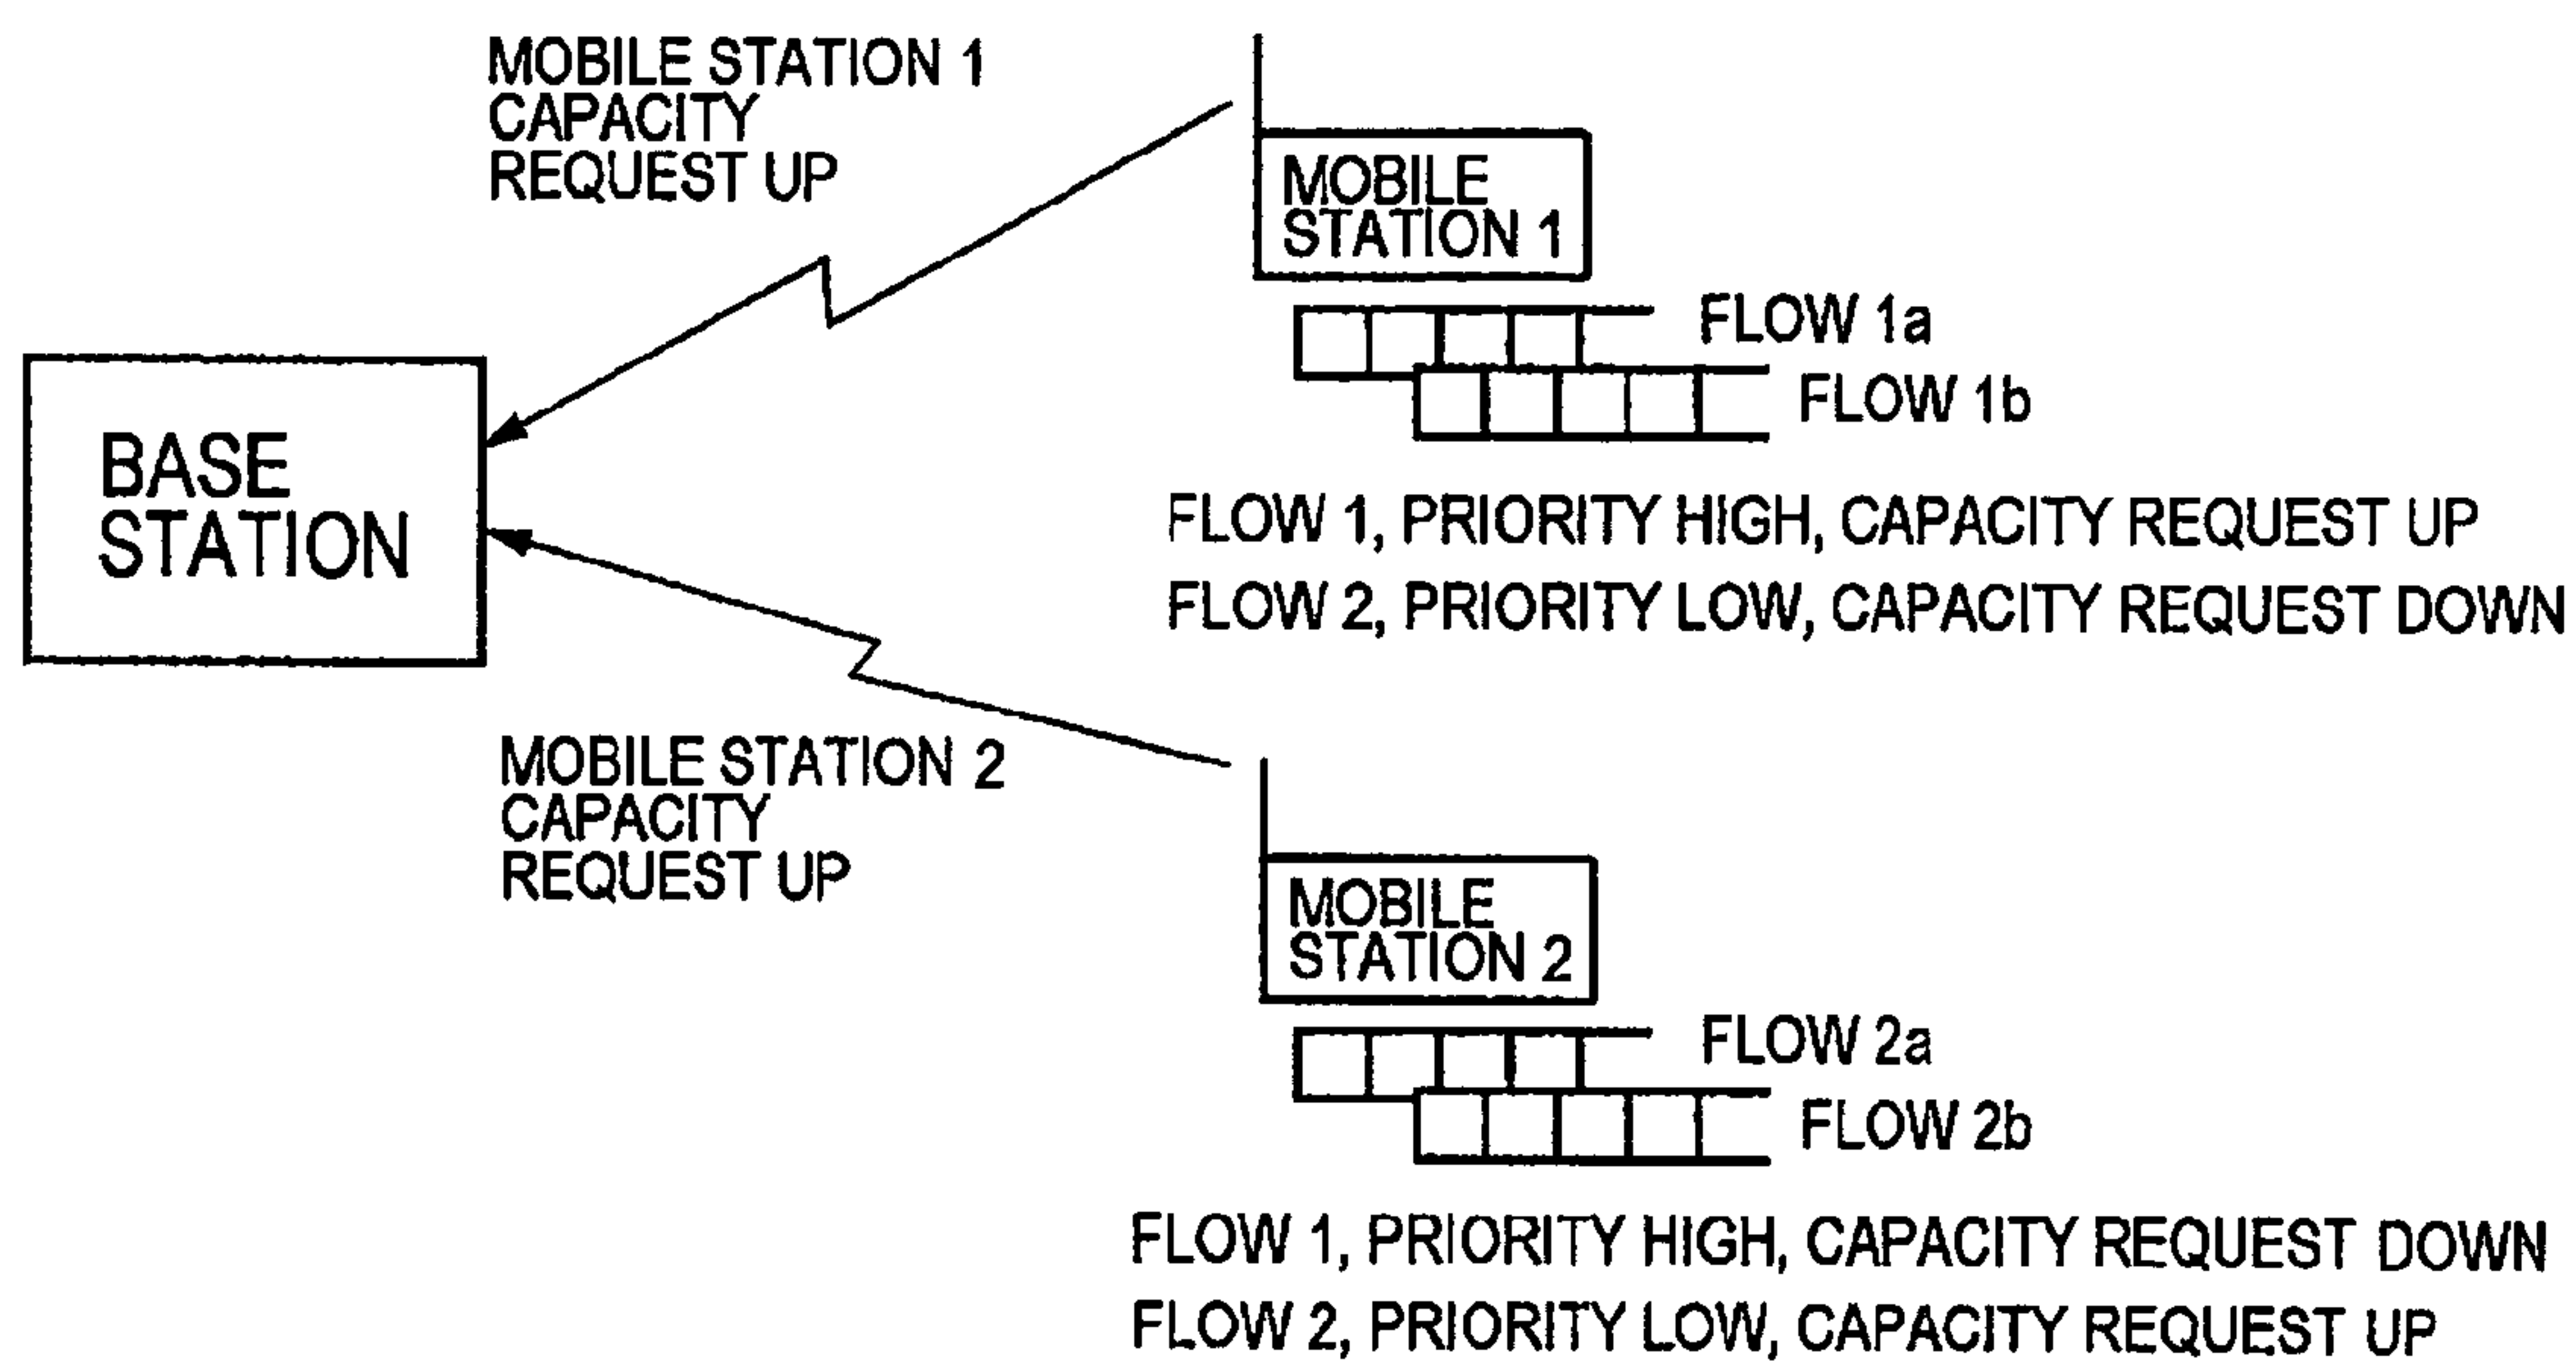 MOBILE STATION 1
CAPACITY
REQUEST UP
MOBILE
STATION 1
FLOW 1a
FLOW 1b
BASE
STATION
FLOW 1, PRIORITY HIGH, CAPACITY REQUEST UP
FLOW 2, PRIORITY LOW, CAPACITY REQUEST DOWN
MOBILE STATION 2
CAPACITY
REQUEST UP
MOBILE
STATION 2
FLOW 2a
FLOW 2b
FLOW 1, PRIORITY HIGH, CAPACITY REQUEST DOWN
FLOW 2, PRIORITY LOW, CAPACITY REQUEST UP